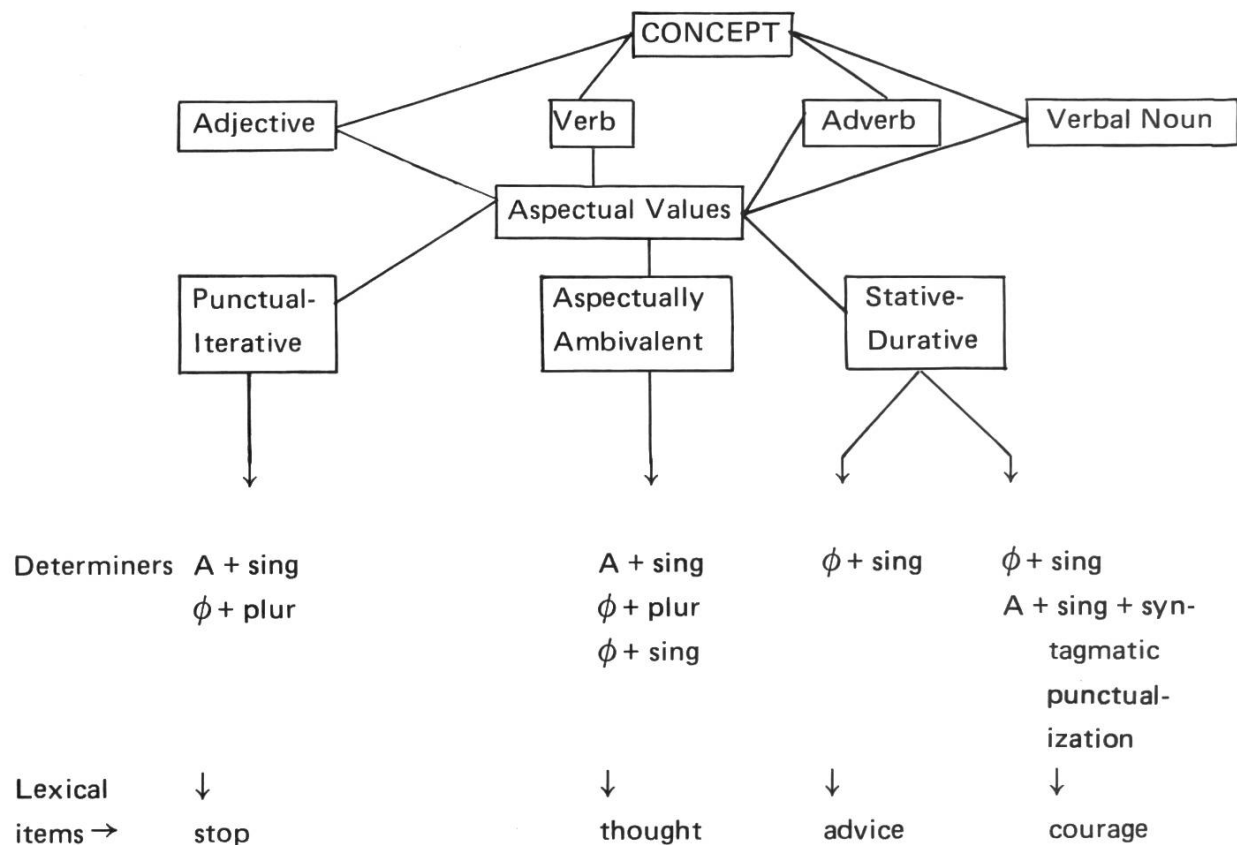 CONCEPT
Adjective Verb Adverb Verbal Noun
Aspectual Values
Punctual- Aspectually Stative-
Iterative Ambivalent Durative
Determiners A + sing A + sing ϕ + sing ϕ + sing
ϕ + plur ϕ + plur A + sing + syn-
ϕ + sing tagmatic
punctual-
ization
Lexical ↓ ↓ ↓ ↓
items → stop thought advice courage